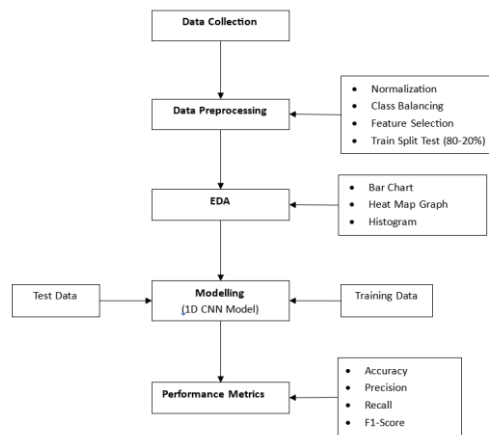 Data Collection
Data Preprocessing
• Normalization
• Class Balancing
• Feature Selection
• Train Split Test (80-20%)
EDA
• Bar Chart
• Heat Map Graph
• Histogram
Test Data
Modelling
(1D CNN Model)
Training Data
Performance Metrics
• Accuracy
• Precision
• Recall
• F1-Score